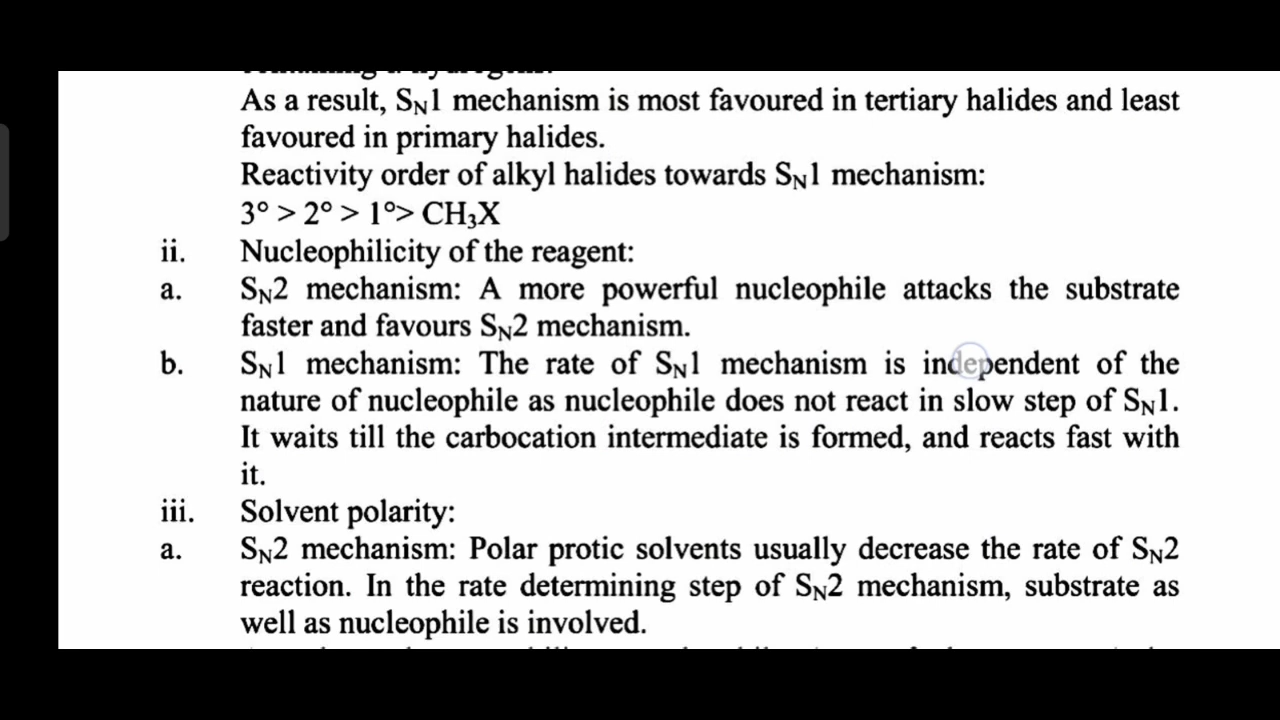 As a result, SN1 mechanism is most favoured in tertiary halides and least
favoured in primary halides.
Reactivity order of alkyl halides towards SN1 mechanism:
3° > 2° > 1°> CH₃X
ii. Nucleophilicity of the reagent:
a. SN2 mechanism: A more powerful nucleophile attacks the substrate
faster and favours SN2 mechanism.
b. SN1 mechanism: The rate of SN1 mechanism is independent of the
nature of nucleophile as nucleophile does not react in slow step of SN1.
It waits till the carbocation intermediate is formed, and reacts fast with
it.
iii. Solvent polarity:
a. SN2 mechanism: Polar protic solvents usually decrease the rate of SN2
reaction. In the rate determining step of SN2 mechanism, substrate as
well as nucleophile is involved.